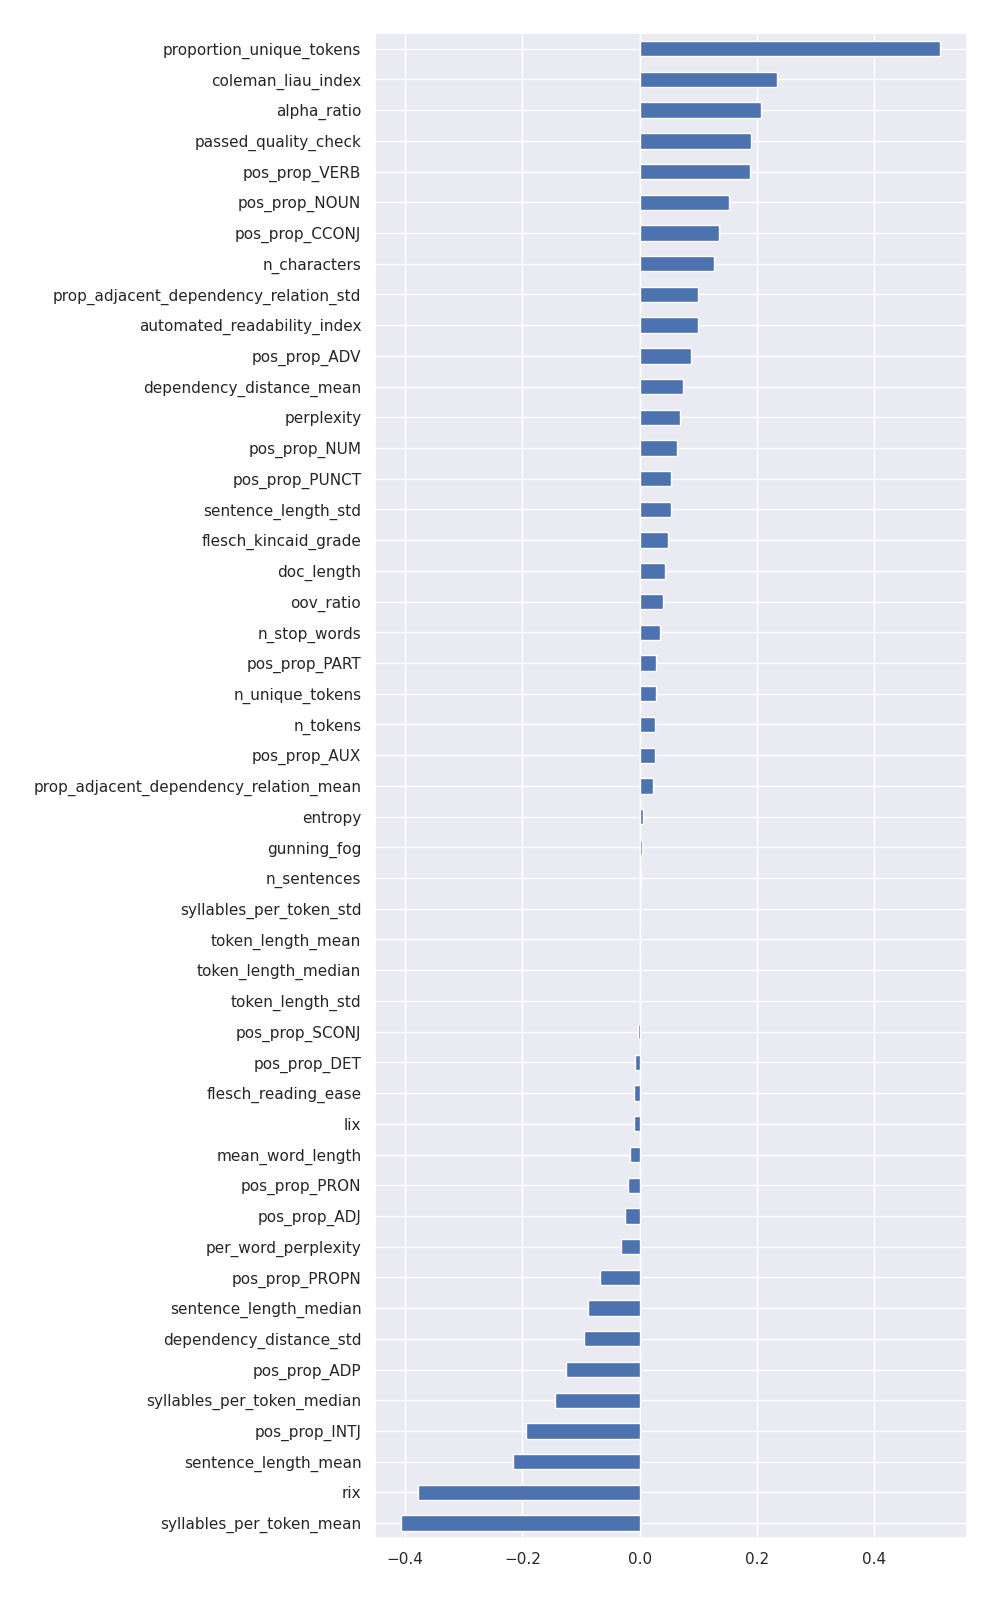 proportion_unique_tokens
coleman_liau_index
alpha_ratio
passed_quality_check
pos_prop_VERB
pos_prop_NOUN
pos_prop_CCONJ
n_characters
prop_adjacent_dependency_relation_std
automated_readability_index
pos_prop_ADV
dependency_distance_mean
perplexity
pos_prop_NUM
pos_prop_PUNCT
sentence_length_std
flesch_kincaid_grade
doc_length
oov_ratio
n_stop_words
pos_prop_PART
n_unique_tokens
n_tokens
pos_prop_AUX
prop_adjacent_dependency_relation_mean
entropy
gunning_fog
n_sentences
syllables_per_token_std
token_length_mean
token_length_median
token_length_std
pos_prop_SCONJ
pos_prop_DET
flesch_reading_ease
lix
mean_word_length
pos_prop_PRON
pos_prop_ADJ
per_word_perplexity
pos_prop_PROPN
sentence_length_median
dependency_distance_std
pos_prop_ADP
syllables_per_token_median
pos_prop_INTJ
sentence_length_mean
rix
syllables_per_token_mean
−0.4 −0.2 0.0 0.2 0.4